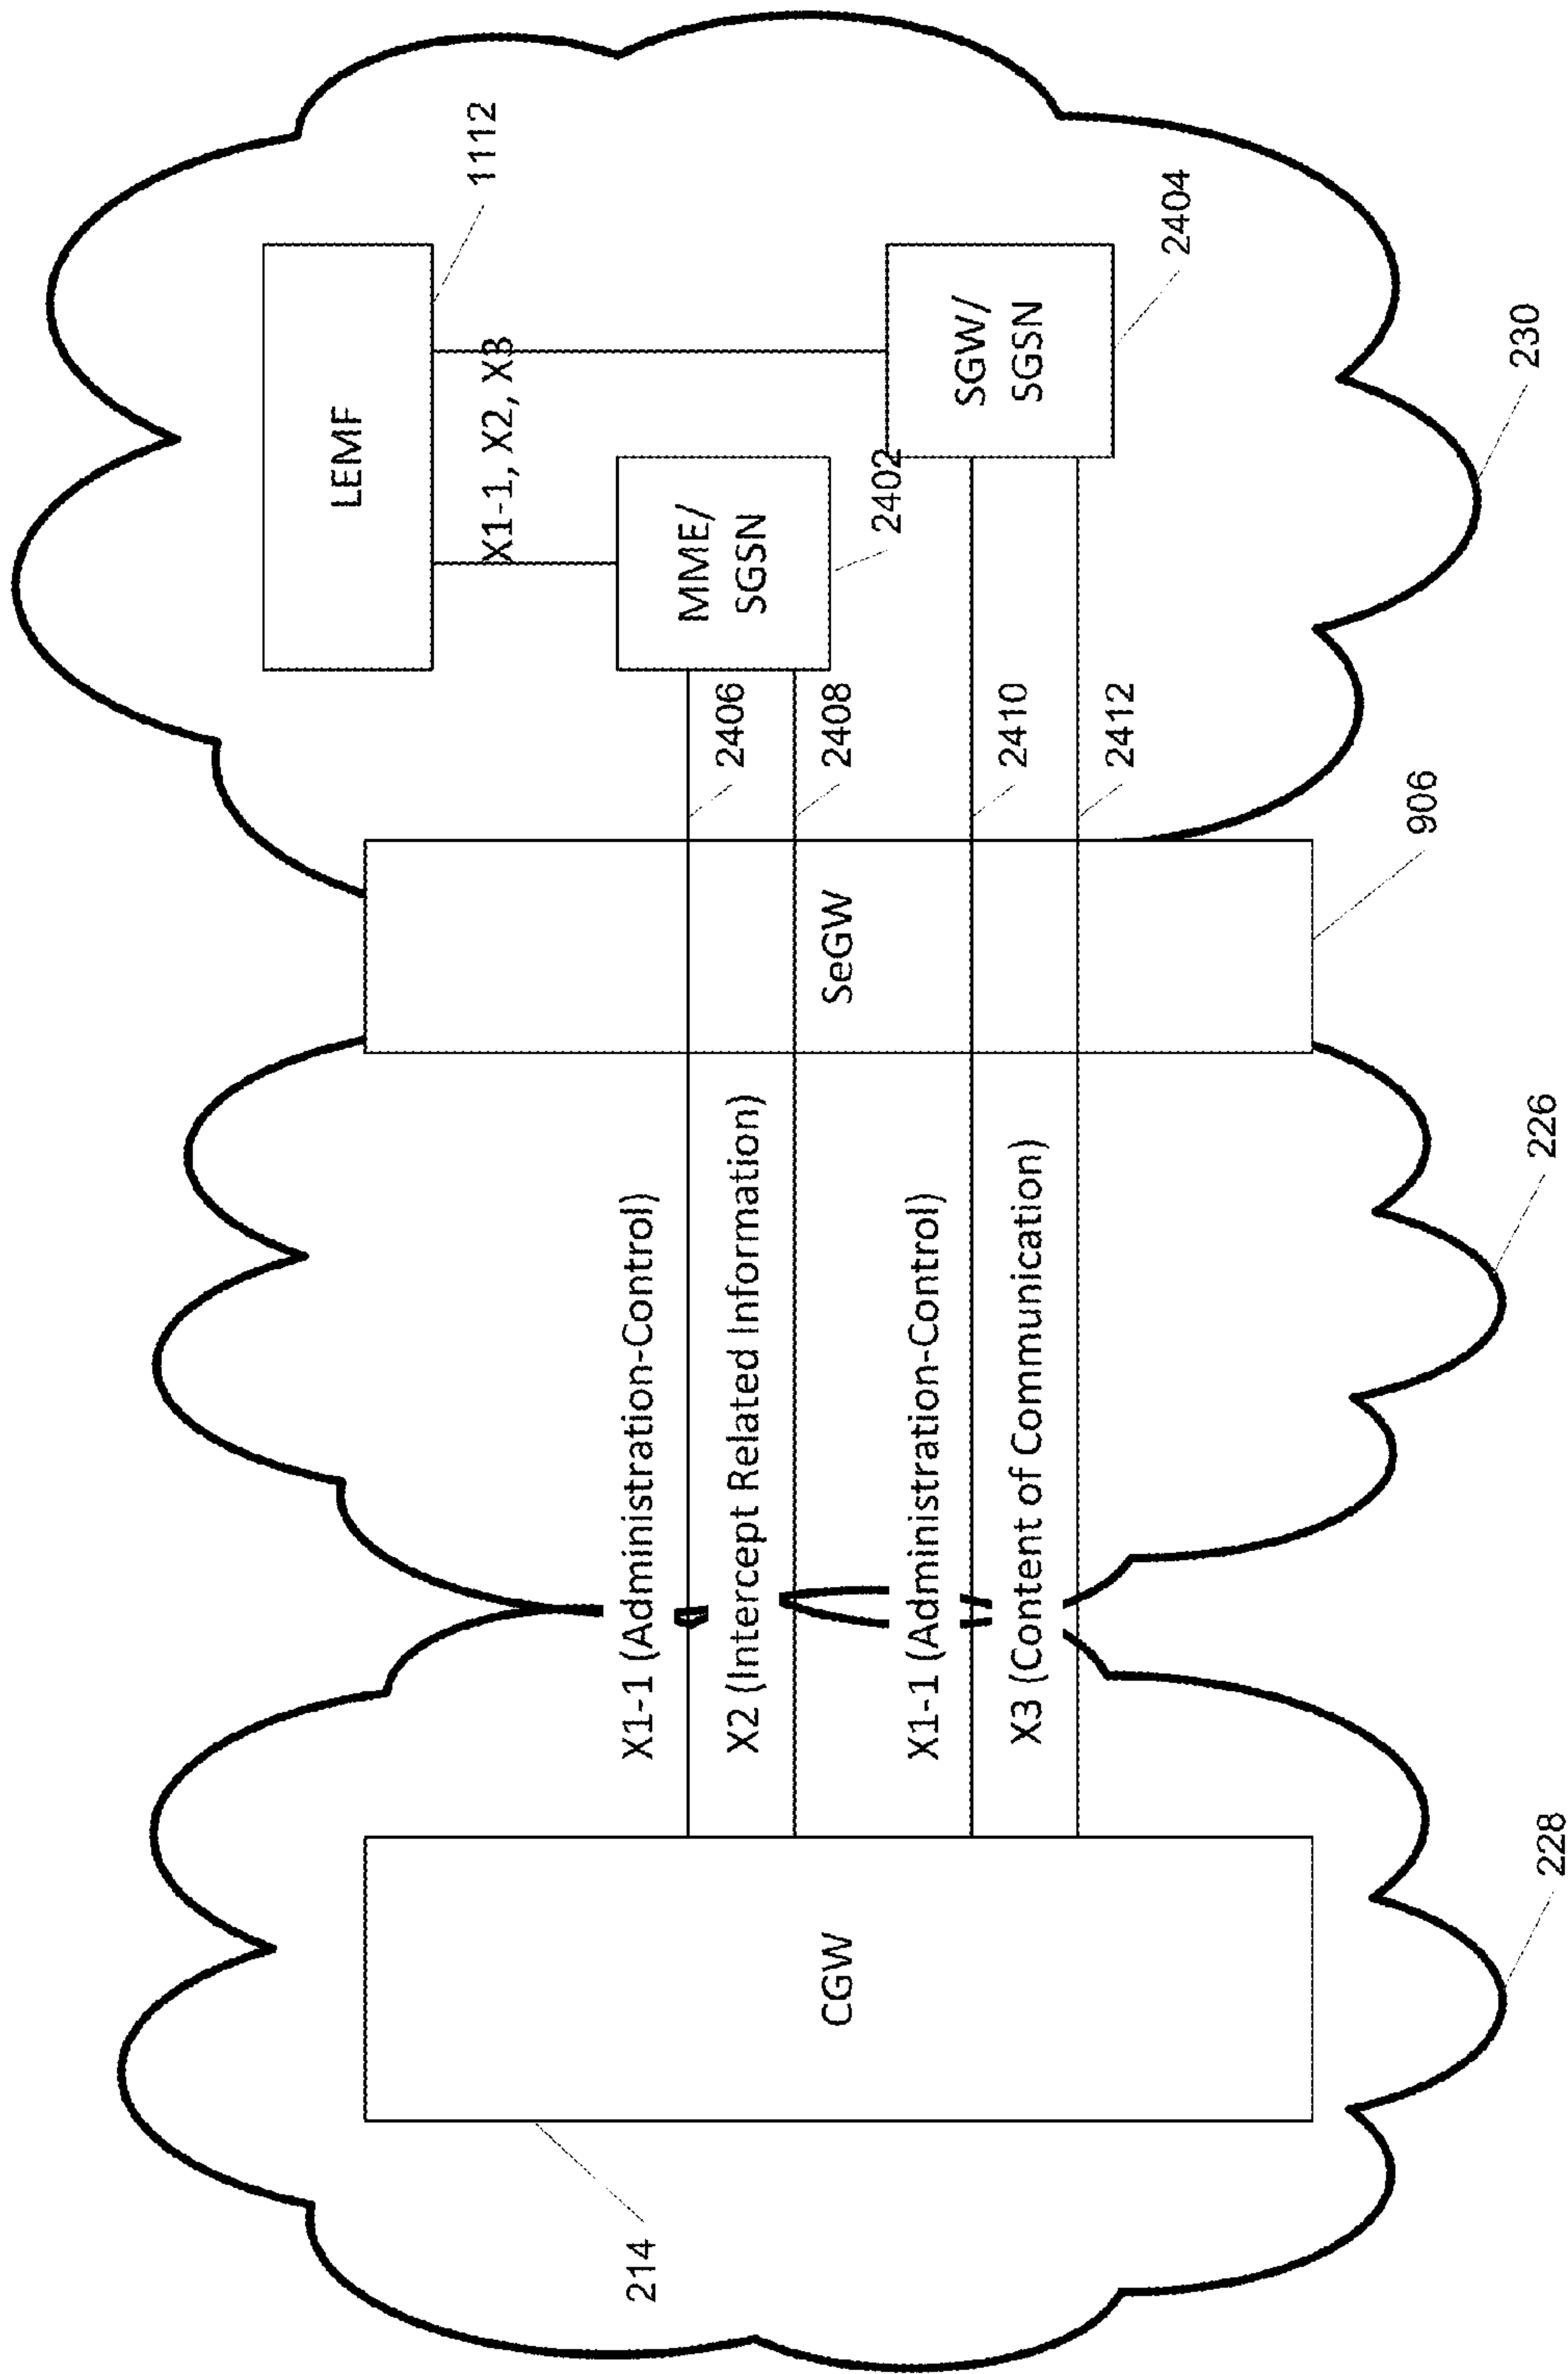 LEMF
1112
X1-1, X2, X3
MME/
SGSN
2402
SGW/
SGSN
2404
230
2406
2408
2410
2412
SeGW
906
X1-1 (Administration-Control)
X2 (Intercept Related Information)
X1-1 (Administration-Control)
X3 (Content of Communication)
226
CGW
214
228